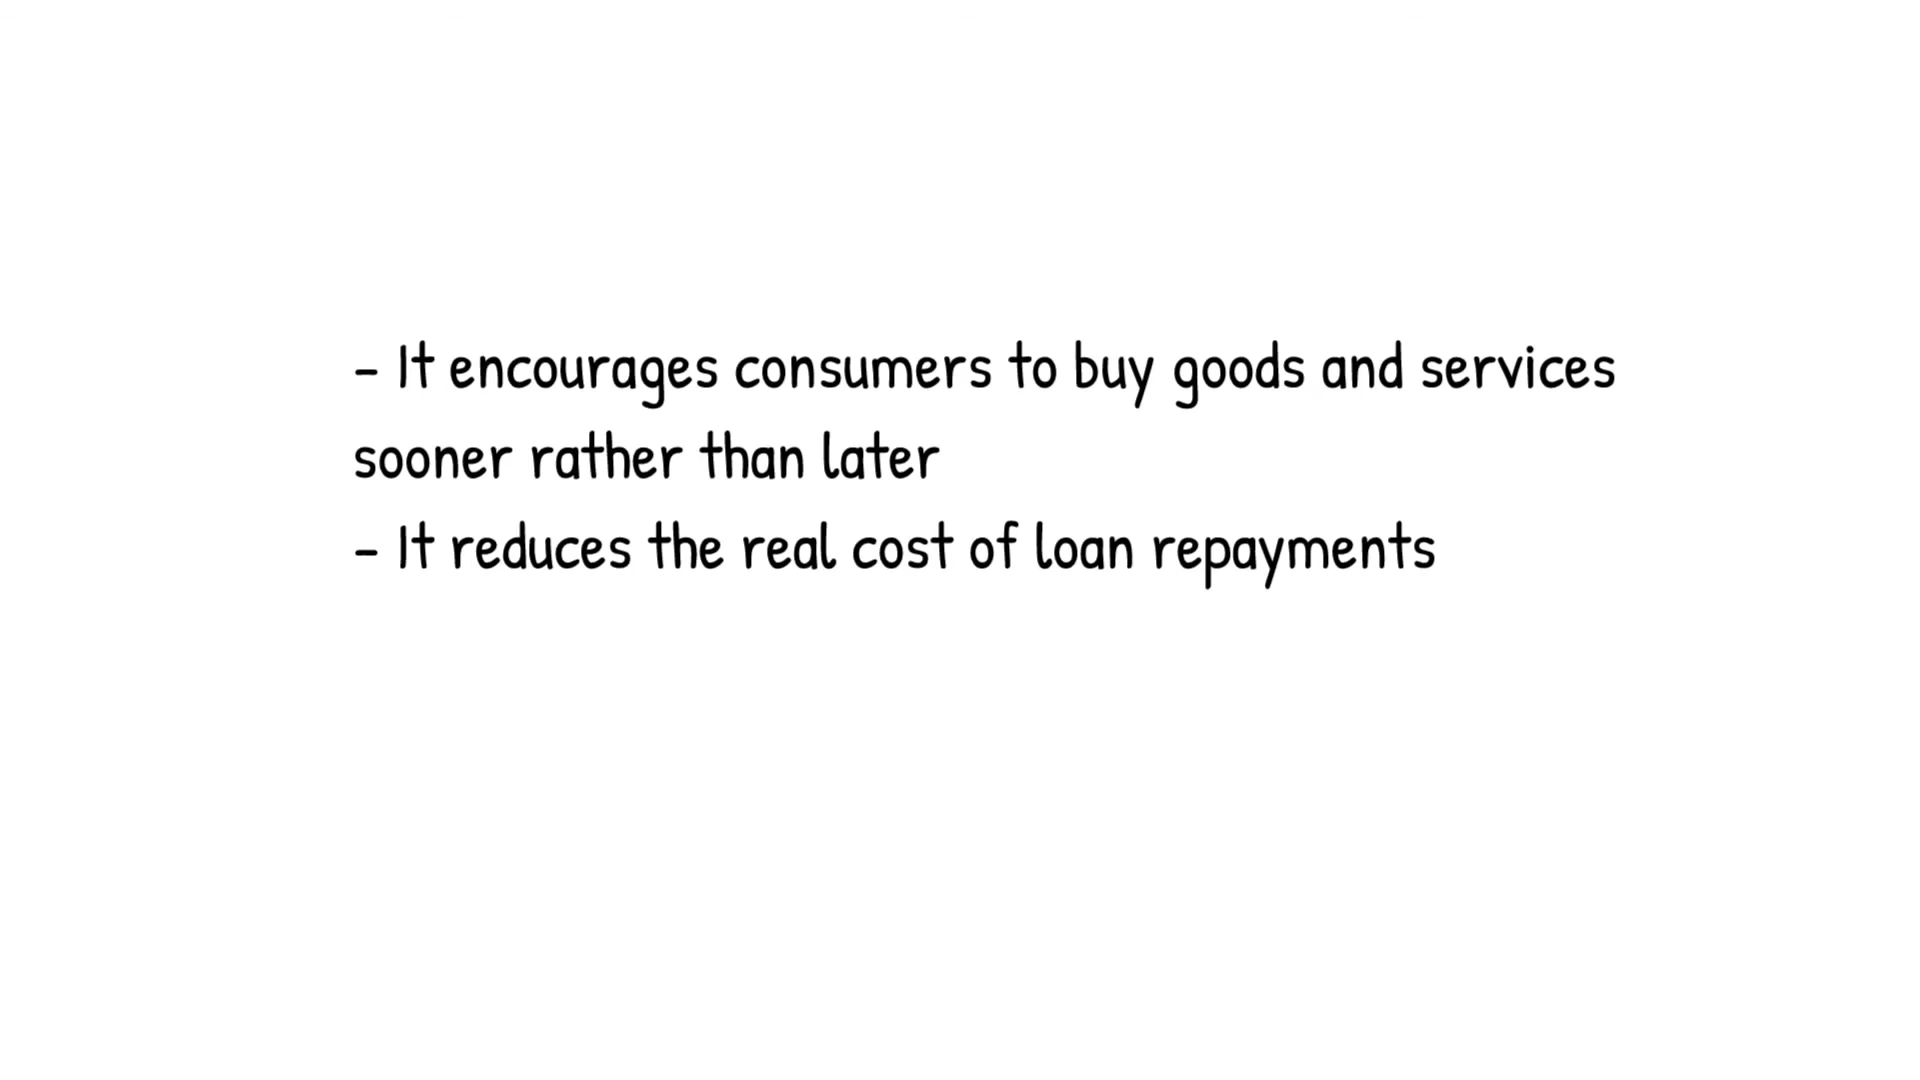 - It encourages consumers to buy goods and services
sooner rather than later
- It reduces the real cost of loan repayments